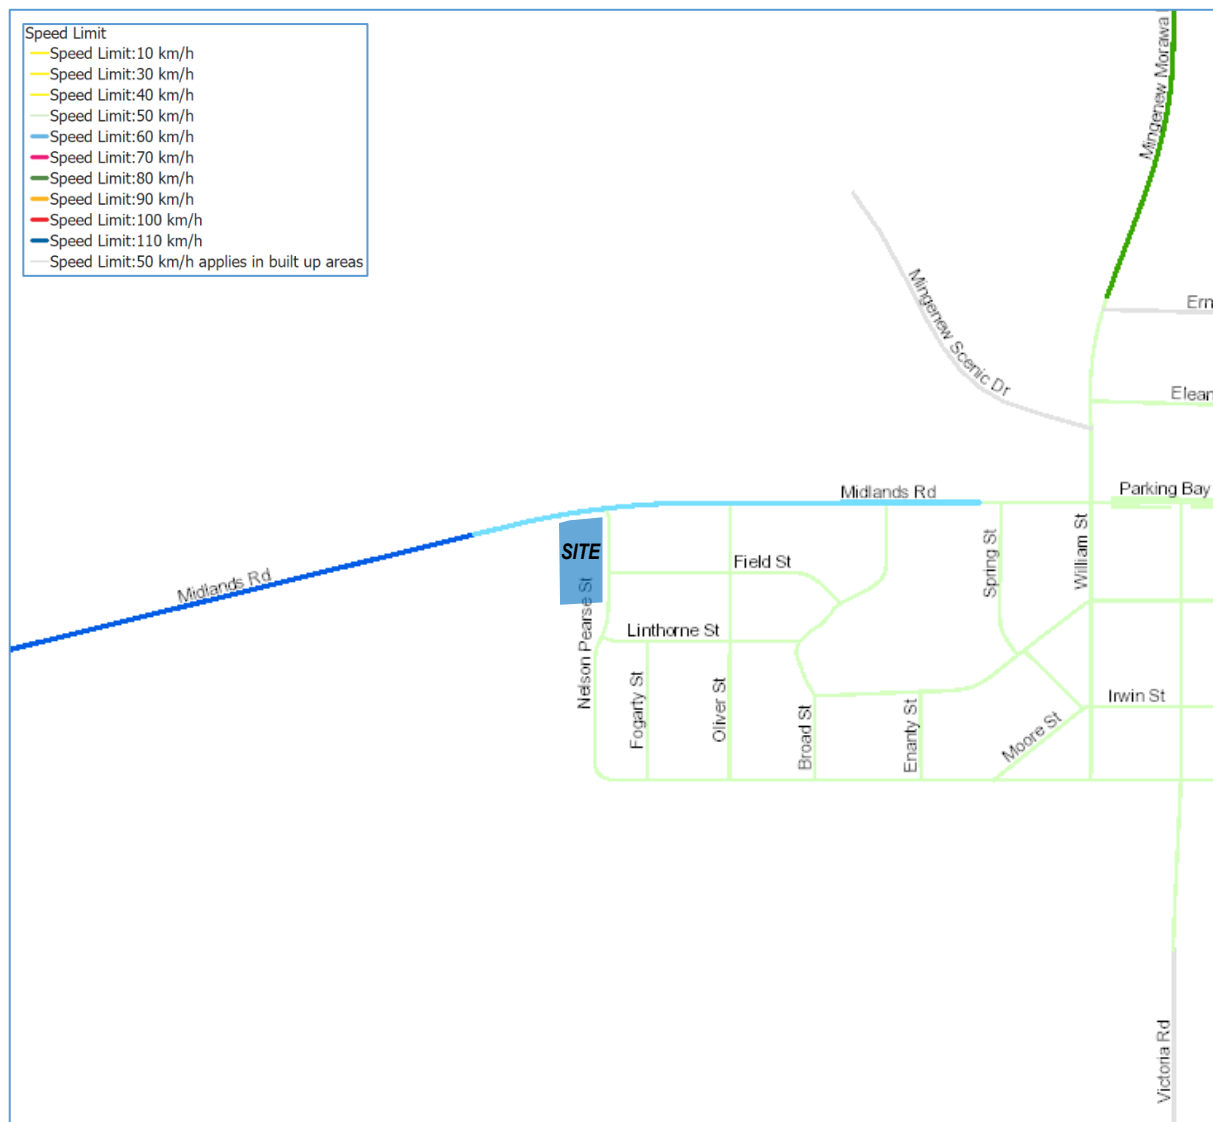 Speed Limit
Speed Limit:10 km/h
Speed Limit:30 km/h
Speed Limit:40 km/h
Speed Limit:50 km/h
Speed Limit:60 km/h
Speed Limit:70 km/h
Speed Limit:80 km/h
Speed Limit:90 km/h
Speed Limit:100 km/h
Speed Limit:110 km/h
Speed Limit:50 km/h applies in built up areas
Mingenew Morawa
Ern
Mingenew Scenic Dr
Elean
Midlands Rd
Parking Bay
SITE
Field St
Spring St
William St
Midlands Rd
Nelson Pearse St
Linthorne St
Fogarty St
Oliver St
Broad St
Enanty St
Moore St
Irwin St
Victoria Rd